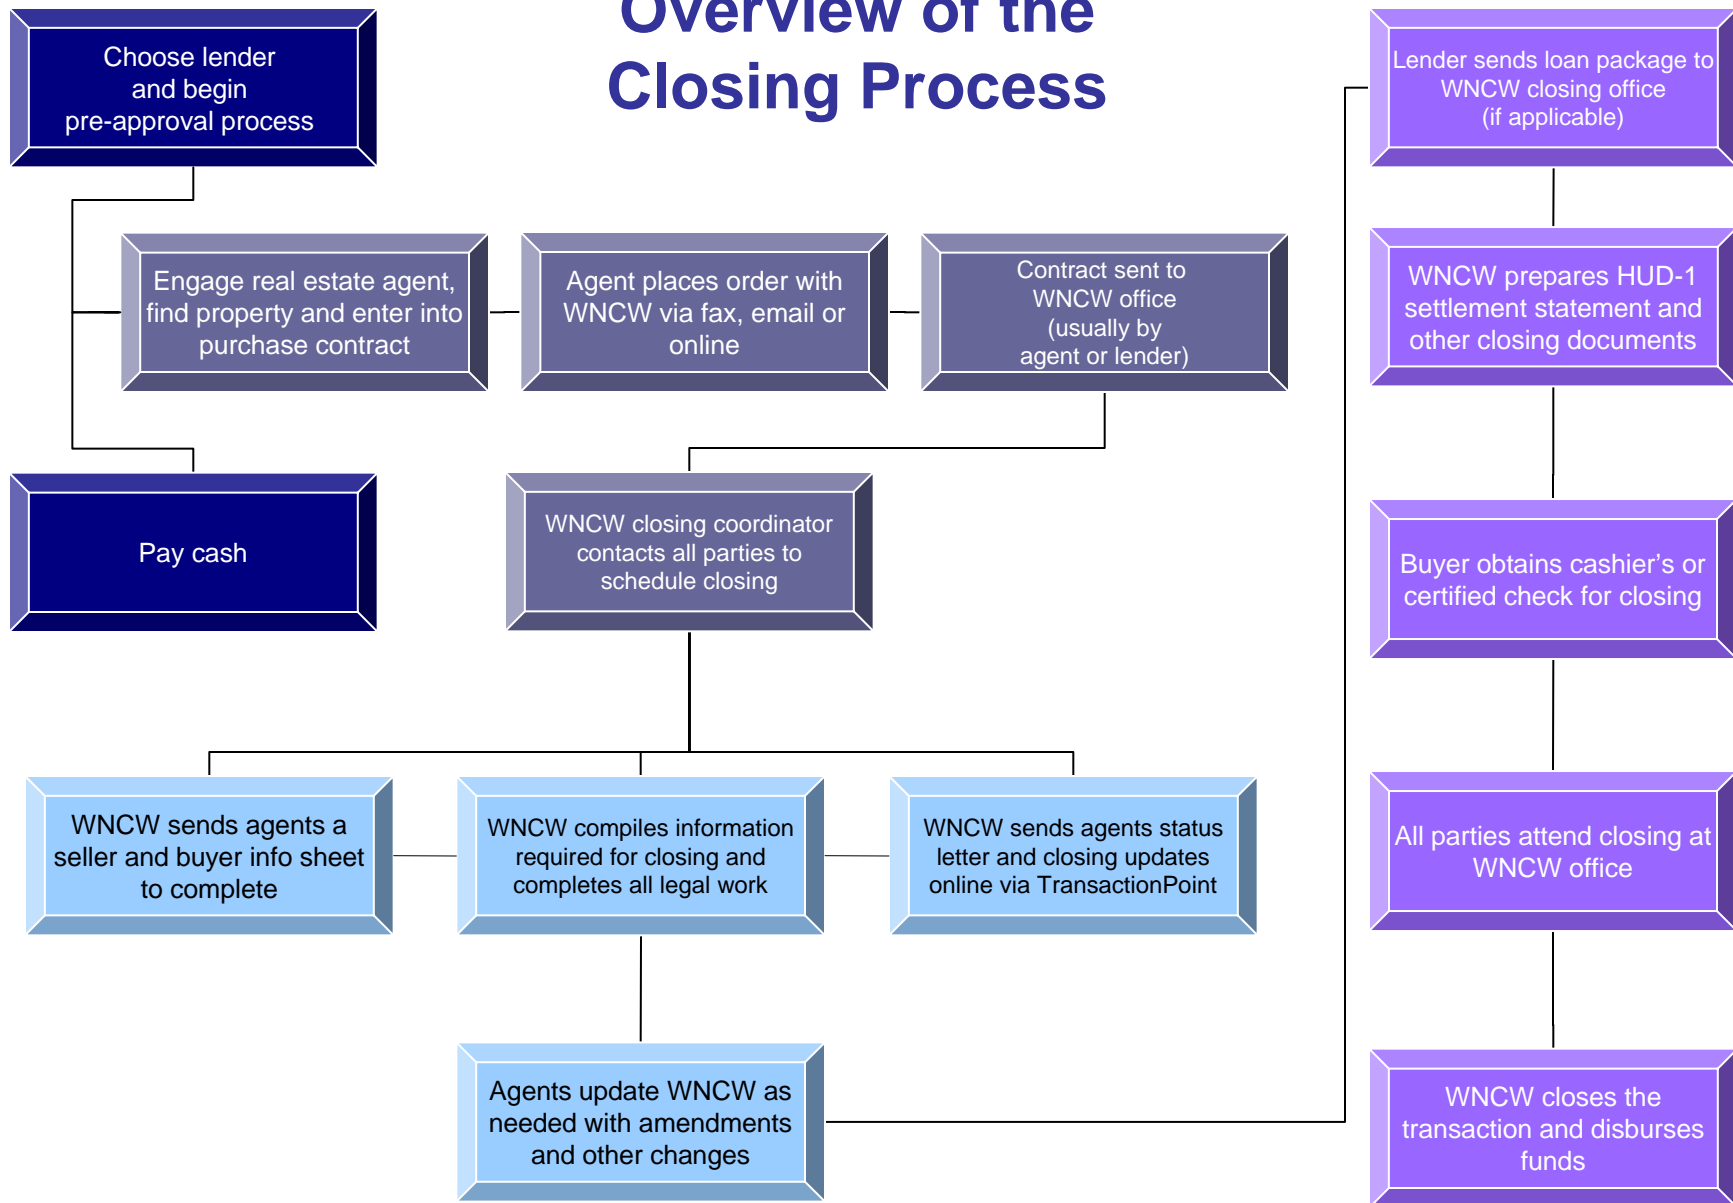 Overview of the
Closing Process
Choose lender
and begin
pre-approval process
Engage real estate agent,
find property and enter into
purchase contract
Agent places order with
WNCW via fax, email or
online
Contract sent to
WNCW office
(usually by
agent or lender)
Pay cash
WNCW closing coordinator
contacts all parties to
schedule closing
WNCW sends agents a
seller and buyer info sheet
to complete
WNCW compiles information
required for closing and
completes all legal work
WNCW sends agents status
letter and closing updates
online via TransactionPoint
Agents update WNCW as
needed with amendments
and other changes
Lender sends loan package to
WNCW closing office
(if applicable)
WNCW prepares HUD-1
settlement statement and
other closing documents
Buyer obtains cashier’s or
certified check for closing
All parties attend closing at
WNCW office
WNCW closes the
transaction and disburses
funds